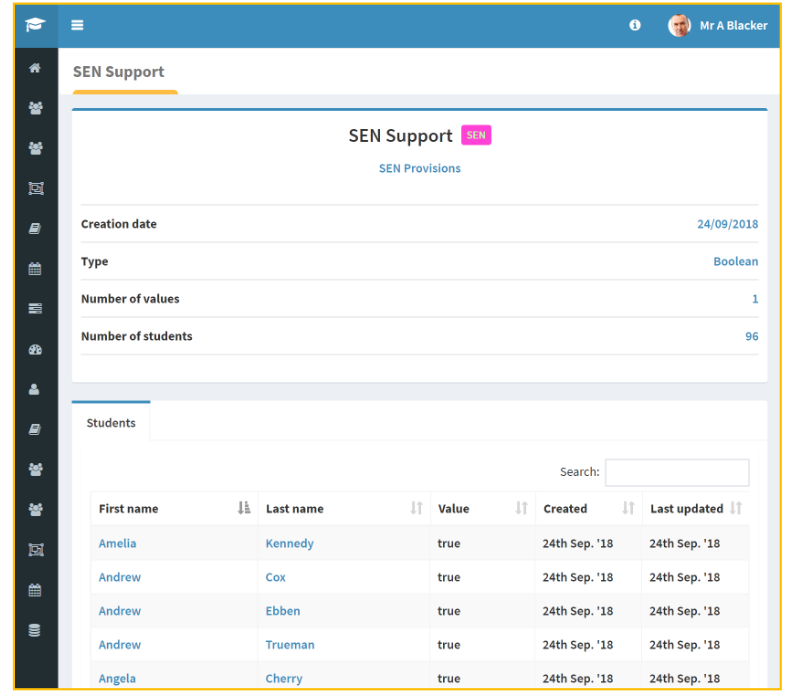 Mr A Blacker
SEN Support
SEN Support SEN
SEN Provisions
Creation date 24/09/2018
Type Boolean
Number of values 1
Number of students 96
Students
Search:
First name Last name Value Created Last updated
Amelia Kennedy true 24th Sep. '18 24th Sep. '18
Andrew Cox true 24th Sep. '18 24th Sep. '18
Andrew Ebben true 24th Sep. '18 24th Sep. '18
Andrew Trueman true 24th Sep. '18 24th Sep. '18
Angela Cherry true 24th Sep. '18 24th Sep. '18